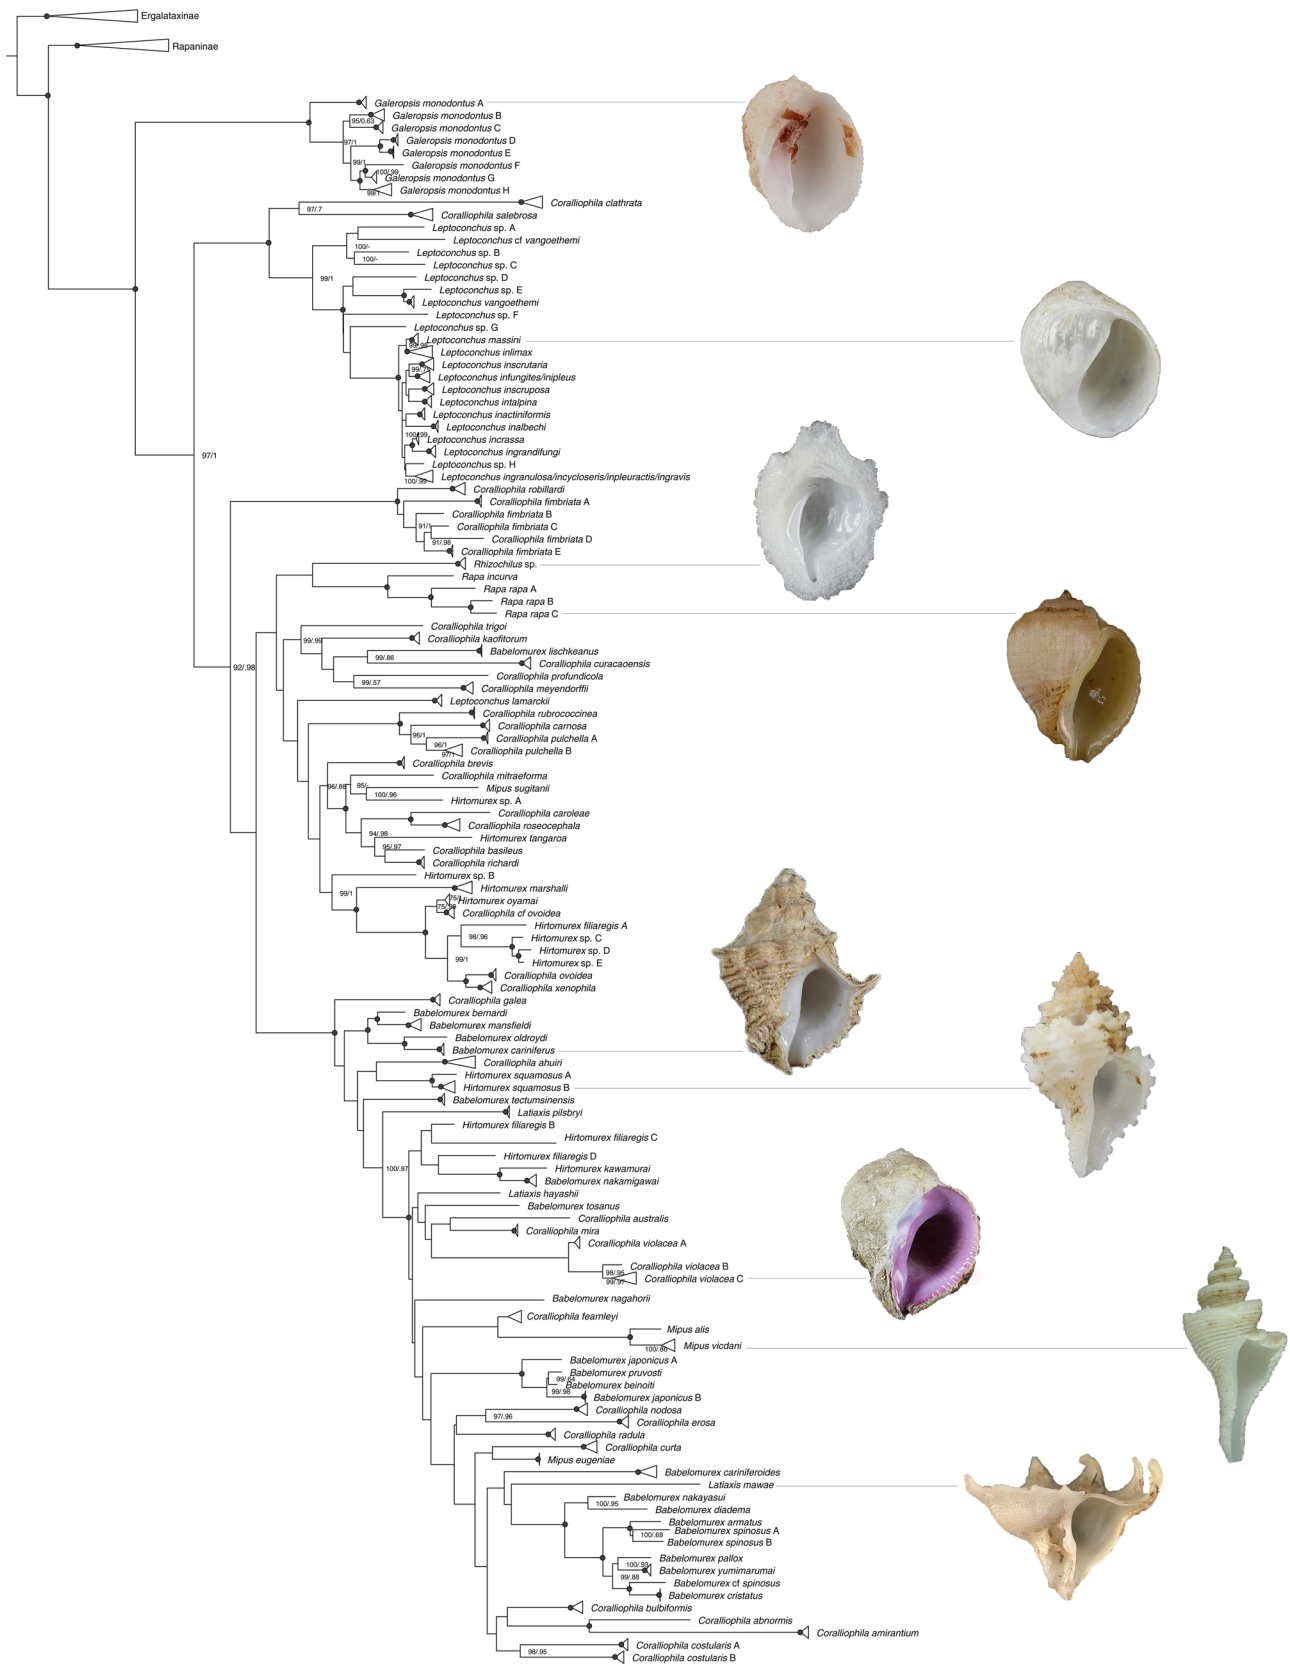 Ergalataxinae
Rapaninae
Galeropsis monodontus A
Galeropsis monodontus B
95/0.63
Galeropsis monodontus C
Galeropsis monodontus D
97/1
Galeropsis monodontus E
99/1
Galeropsis monodontus F
100/.99
Galeropsis monodontus G
99/1
Galeropsis monodontus H
Coralliophila clathrata
97/.7
Coralliophila salebrosa
Leptoconchus sp. A
Leptoconchus cf vangoethemi
100/-
Leptoconchus sp. B
100/-
Leptoconchus sp. C
99/1
Leptoconchus sp. D
Leptoconchus sp. E
Leptoconchus vangoethemi
Leptoconchus sp. F
Leptoconchus sp. G
Leptoconchus massini
Leptoconchus inlimax
Leptoconchus inscrutaria
Leptoconchus infungites/inipleus
Leptoconchus inscruposa
Leptoconchus intalpina
Leptoconchus inactiniformis
Leptoconchus inalbechi
100/.99
Leptoconchus incrassa
Leptoconchus ingrandifungi
97/1
Leptoconchus sp. H
Leptoconchus ingranulosa/incycloseris/inpleuractis/ingravis
100/.99
Coralliophila robillardi
Coralliophila fimbriata A
Coralliophila fimbriata B
91/1
Coralliophila fimbriata C
91/.98
Coralliophila fimbriata D
Coralliophila fimbriata E
Rhizochilus sp.
Rapa incurva
Rapa rapa A
Rapa rapa B
Rapa rapa C
Coralliophila trigoi
99/.99
Coralliophila kaofitorum
Babelomurex lischkeanus
99/.86
Coralliophila curacaoensis
92/.98
Coralliophila profundicola
99/.57
Coralliophila meyendorffii
Leptoconchus lamarckii
Coralliophila rubrococcinea
Coralliophila carnosa
96/1
Coralliophila pulchella A
96/1
Coralliophila pulchella B
97/1
Coralliophila brevis
Coralliophila mitraeforma
96/.88
95/-
Mipus sugitanii
100/.96
Hirtomurex sp. A
Coralliophila caroleae
Coralliophila roseocephala
94/.98
Hirtomurex tangaroa
95/.97
Coralliophila basileus
Coralliophila richardi
Hirtomurex sp. B
99/1
Hirtomurex marshalli
Hirtomurex oyamai
Coralliophila cf ovoidea
Hirtomurex filiaregis A
98/.96
Hirtomurex sp. C
Hirtomurex sp. D
99/1
Hirtomurex sp. E
Coralliophila ovoidea
Coralliophila xenophila
Coralliophila galea
Babelomurex bernardi
Babelomurex mansfieldi
Babelomurex oldroydi
Babelomurex cariniferus
Coralliophila ahuiri
Hirtomurex squamosus A
Hirtomurex squamosus B
Babelomurex tectumsinensis
Latiaxis pilsbryi
Hirtomurex filiaregis B
Hirtomurex filiaregis C
Hirtomurex filiaregis D
100/.97
Hirtomurex kawamurai
Babelomurex nakamigawai
Latiaxis hayashii
Babelomurex tosanus
Coralliophila australis
Coralliophila mira
Coralliophila violacea A
Coralliophila violacea B
98/.95
Coralliophila violacea C
99/.97
Babelomurex nagahorii
Coralliophila fearnleyi
Mipus alis
Mipus vicdani
100/.86
Babelomurex japonicus A
Babelomurex pruvosti
99/.64
Babelomurex beinoiti
99/.98
Babelomurex japonicus B
Coralliophila nodosa
97/.96
Coralliophila erosa
Coralliophila radula
Coralliophila curta
Mipus eugeniae
Babelomurex cariniferoides
Latiaxis mawae
Babelomurex nakayasui
100/.95
Babelomurex diadema
Babelomurex armatus
Babelomurex spinosus A
100/.69
Babelomurex spinosus B
Babelomurex pallox
100/.93
Babelomurex yumimarumai
99/.88
Babelomurex cf spinosus
Babelomurex cristatus
Coralliophila bulbiformis
Coralliophila abnormis
Coralliophila amirantium
Coralliophila costularis A
98/.95
Coralliophila costularis B